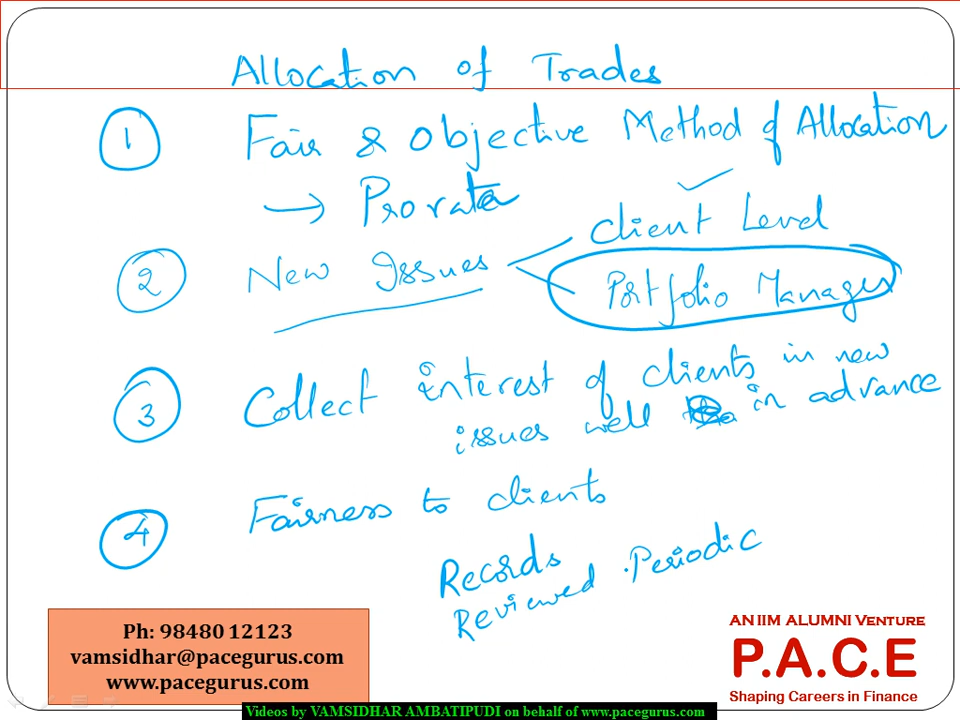 Allocation of Trades
1 Fair & Objective Method of Allocation
→ Prorata
Client Level
2 New Issues
Portfolio Manager
3 Collect interest of clients in new
issues well in advance
4 Fairness to clients
Records
Reviewed Periodic
Ph: 98480 12123
vamsidhar@pacegurus.com
www.pacegurus.com
AN IIM ALUMNI VENTURE
P.A.C.E
Shaping Careers in Finance
Videos by VAMSIDHAR AMBATIPUDI on behalf of www.pacegurus.com